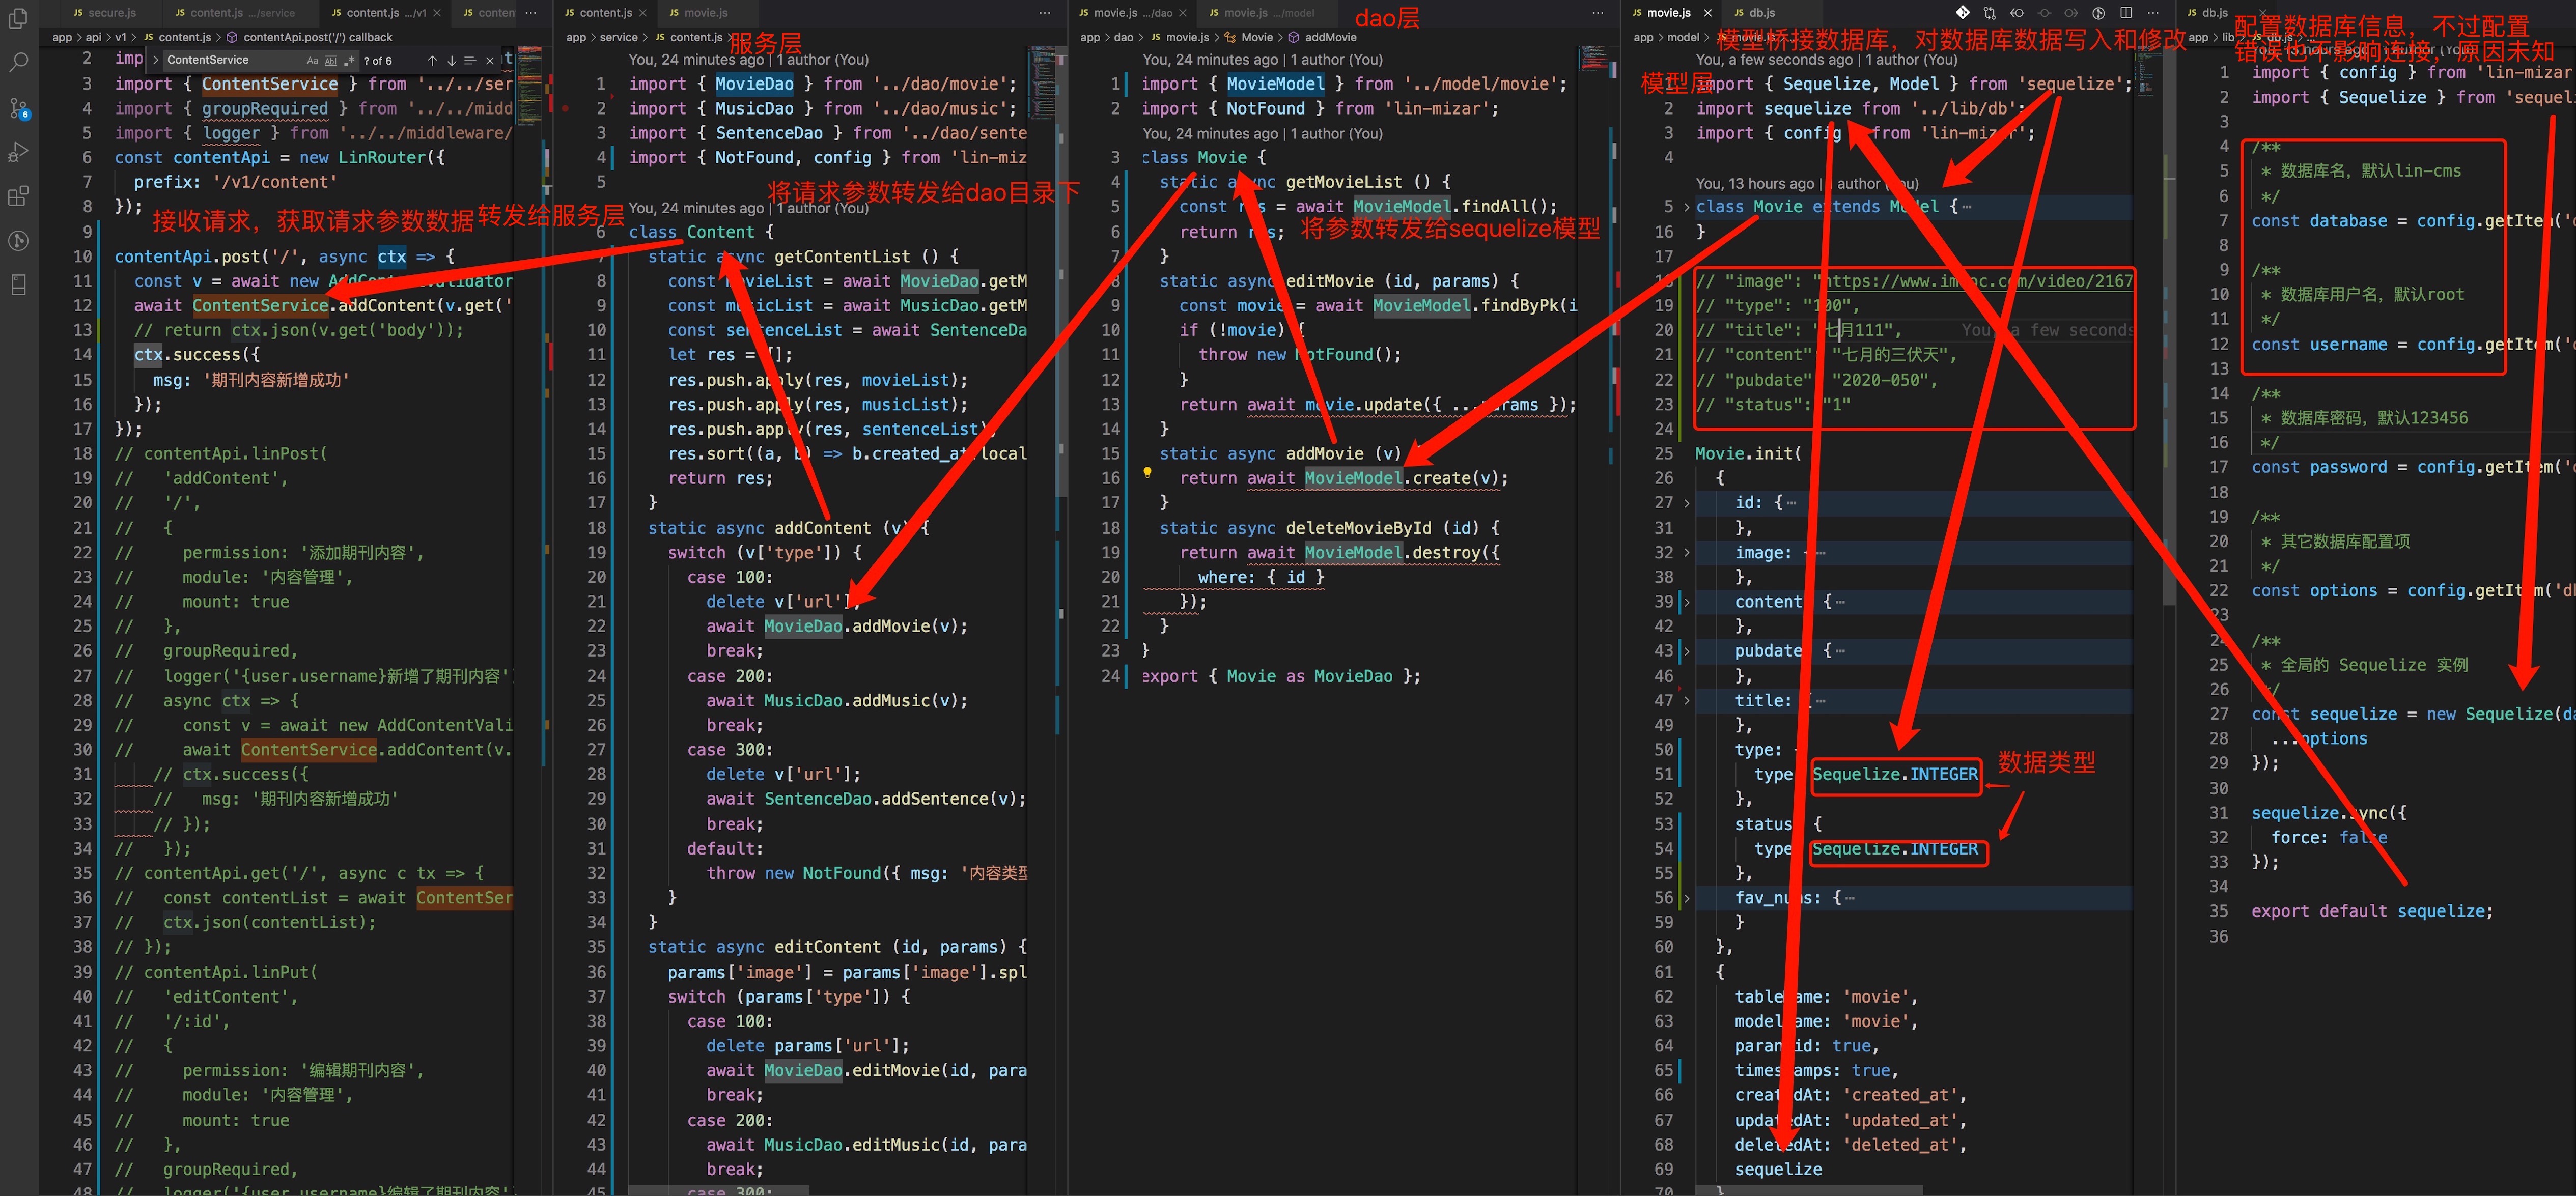 secure.js
content.js .../service
content.js .../v1
conten
app > api > v1 > content.js > contentApi.post('/') callback
ContentService
Aa
Abl
? of 6
2 imp
3 import { ContentService } from '../../ser
4 import { groupRequired } from '../../midd
5 import { logger } from '../../middleware/
6 const contentApi = new LinRouter({
7 prefix: '/v1/content'
8 });
接收请求，获取请求参数数据
转发给服务层
9
10 contentApi.post('/', async ctx => {
11 const v = await new AddContentValidator
12 await ContentService.addContent(v.get('
13 // return ctx.json(v.get('body'));
14 ctx.success({
15 msg: '期刊内容新增成功'
16 });
17 });
18 // contentApi.linPost(
19 // 'addContent',
20 // '/',
21 // {
22 // permission: '添加期刊内容',
23 // module: '内容管理',
24 // mount: true
25 // },
26 // groupRequired,
27 // logger('{user.username}新增了期刊内容'
28 // async ctx => {
29 // const v = await new AddContentVali
30 // await ContentService.addContent(v.
31 // ctx.success({
32 // msg: '期刊内容新增成功'
33 // });
34 // });
35 // contentApi.get('/', async c tx => {
36 // const contentList = await ContentSer
37 // ctx.json(contentList);
38 // });
39 // contentApi.linPut(
40 // 'editContent',
41 // '/:id',
42 // {
43 // permission: '编辑期刊内容',
44 // module: '内容管理',
45 // mount: true
46 // },
47 // groupRequired,
48 // logger('{user.username}编辑了期刊内容'
6
content.js
movie.js
app > service > content.js >
服务层
You, 24 minutes ago | 1 author (You)
1 import { MovieDao } from '../dao/movie';
2 import { MusicDao } from '../dao/music';
3 import { SentenceDao } from '../dao/sente
4 import { NotFound, config } from 'lin-miz
5
将请求参数转发给dao目录下
You, 24 minutes ago | 1 author (You)
6 class Content {
7 static async getContentList () {
8 const movieList = await MovieDao.getM
9 const musicList = await MusicDao.getM
10 const sentenceList = await SentenceDa
11 let res = [];
12 res.push.apply(res, movieList);
13 res.push.apply(res, musicList);
14 res.push.apply(res, sentenceList);
15 res.sort((a, b) => b.created_at.local
16 return res;
17 }
18 static async addContent (v) {
19 switch (v['type']) {
20 case 100:
21 delete v['url'];
22 await MovieDao.addMovie(v);
23 break;
24 case 200:
25 await MusicDao.addMusic(v);
26 break;
27 case 300:
28 delete v['url'];
29 await SentenceDao.addSentence(v);
30 break;
31 default:
32 throw new NotFound({ msg: '内容类型
33 }
34 }
35 static async editContent (id, params) {
36 params['image'] = params['image'].spl
37 switch (params['type']) {
38 case 100:
39 delete params['url'];
40 await MovieDao.editMovie(id, para
41 break;
42 case 200:
43 await MusicDao.editMusic(id, para
44 break;
45 case 300:
movie.js .../dao
movie.js .../model
dao层
app > dao > movie.js > Movie > addMovie
You, 24 minutes ago | 1 author (You)
1 import { MovieModel } from '../model/movie';
2 import { NotFound } from 'lin-mizar';
You, 24 minutes ago | 1 author (You)
3 class Movie {
4 static async getMovieList () {
5 const res = await MovieModel.findAll();
6 return res;
将参数转发给sequelize模型
7 }
8 static async editMovie (id, params) {
9 const movie = await MovieModel.findByPk(i
10 if (!movie) {
11 throw new NotFound();
12 }
13 return await movie.update({ ...params });
14 }
15 static async addMovie (v)
16 return await MovieModel.create(v);
17 }
18 static async deleteMovieById (id) {
19 return await MovieModel.destroy({
20 where: { id }
21 });
22 }
23 }
24 export { Movie as MovieDao };
movie.js
db.js
app > model >
模型桥接数据库，对数据库数据写入和修改
You, a few seconds ago | 1 author (You)
模型层
1 import { Sequelize, Model } from 'sequelize';
2 import sequelize from '../lib/db';
3 import { config } from 'lin-mizar';
4
You, 13 hours ago | 1 author (You)
5 class Movie extends Model {
16 }
17
18 // "image": "https://www.imooc.com/video/2167
19 // "type": "100",
20 // "title": "七月111", You, a few seconds
21 // "content": "七月的三伏天",
22 // "pubdate": "2020-050",
23 // "status": "1"
24
25 Movie.init(
26 {
27 id: {
31 },
32 image: {
38 },
39 content: {
42 },
43 pubdate: {
46 },
47 title: {
49 },
50 type: {
51 type: Sequelize.INTEGER
数据类型
52 },
53 status: {
54 type: Sequelize.INTEGER
55 },
56 fav_nums: {
59 }
60 },
61 {
62 tableName: 'movie',
63 modelName: 'movie',
64 paranoid: true,
65 timestamps: true,
66 createdAt: 'created_at',
67 updatedAt: 'updated_at',
68 deletedAt: 'deleted_at',
69 sequelize
70 }
db.js
app > lib > db.js > ...
配置数据库信息，不过配置
错误也不影响连接，原因未知
You, 13 hours ago | 1 author (You)
1 import { config } from 'lin-mizar
2 import { Sequelize } from 'sequel
3
4 /**
5 * 数据库名，默认lin-cms
6 */
7 const database = config.getItem('d
8
9 /**
10 * 数据库用户名，默认root
11 */
12 const username = config.getItem('d
13
14 /**
15 * 数据库密码，默认123456
16 */
17 const password = config.getItem('d
18
19 /**
20 * 其它数据库配置项
21 */
22 const options = config.getItem('db
23
24 /**
25 * 全局的 Sequelize 实例
26 */
27 const sequelize = new Sequelize(da
28 ...options
29 });
30
31 sequelize.sync({
32 force: false
33 });
34
35 export default sequelize;
36